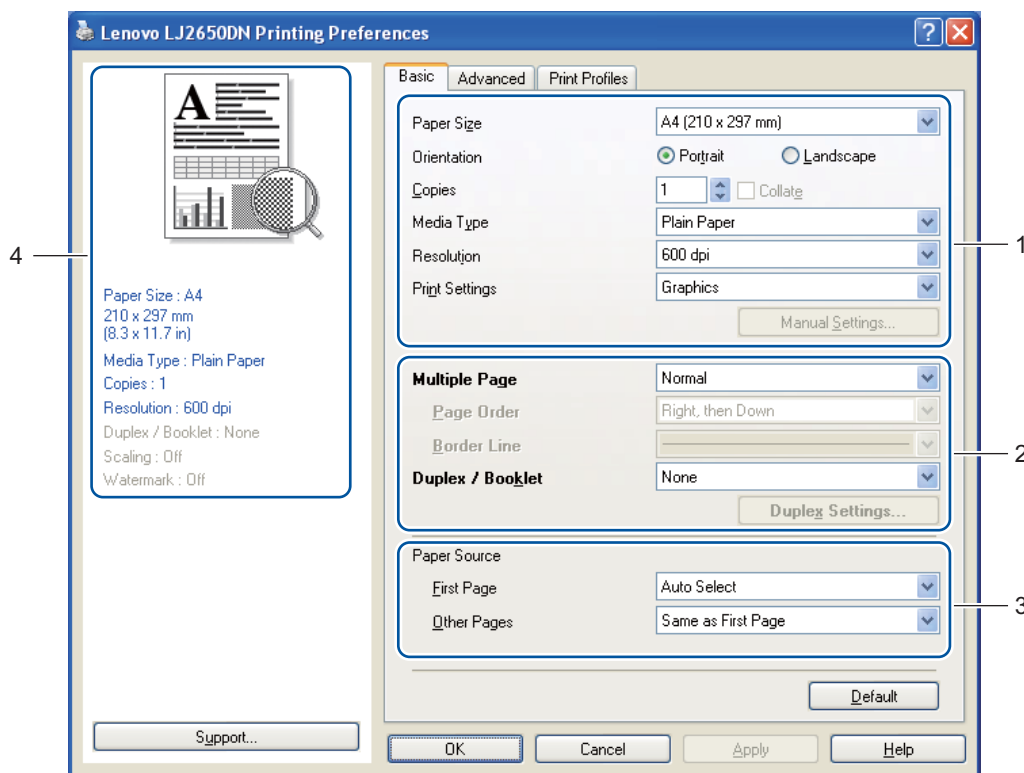 Lenovo LJ2650DN Printing Preferences
Basic Advanced Print Profiles
A
Paper Size A4 (210 x 297 mm)
Orientation Portrait Landscape
Copies 1 Collate
Media Type Plain Paper
Resolution 600 dpi
Print Settings Graphics
Manual Settings...
1
4
Paper Size : A4
210 x 297 mm
(8.3 x 11.7 in)
Media Type : Plain Paper
Copies : 1
Resolution : 600 dpi
Duplex / Booklet : None
Scaling : Off
Watermark : Off
Multiple Page Normal
Page Order Right, then Down
Border Line
Duplex / Booklet None
Duplex Settings...
2
Paper Source
First Page Auto Select
Other Pages Same as First Page
3
Default
Support...
OK Cancel Apply Help